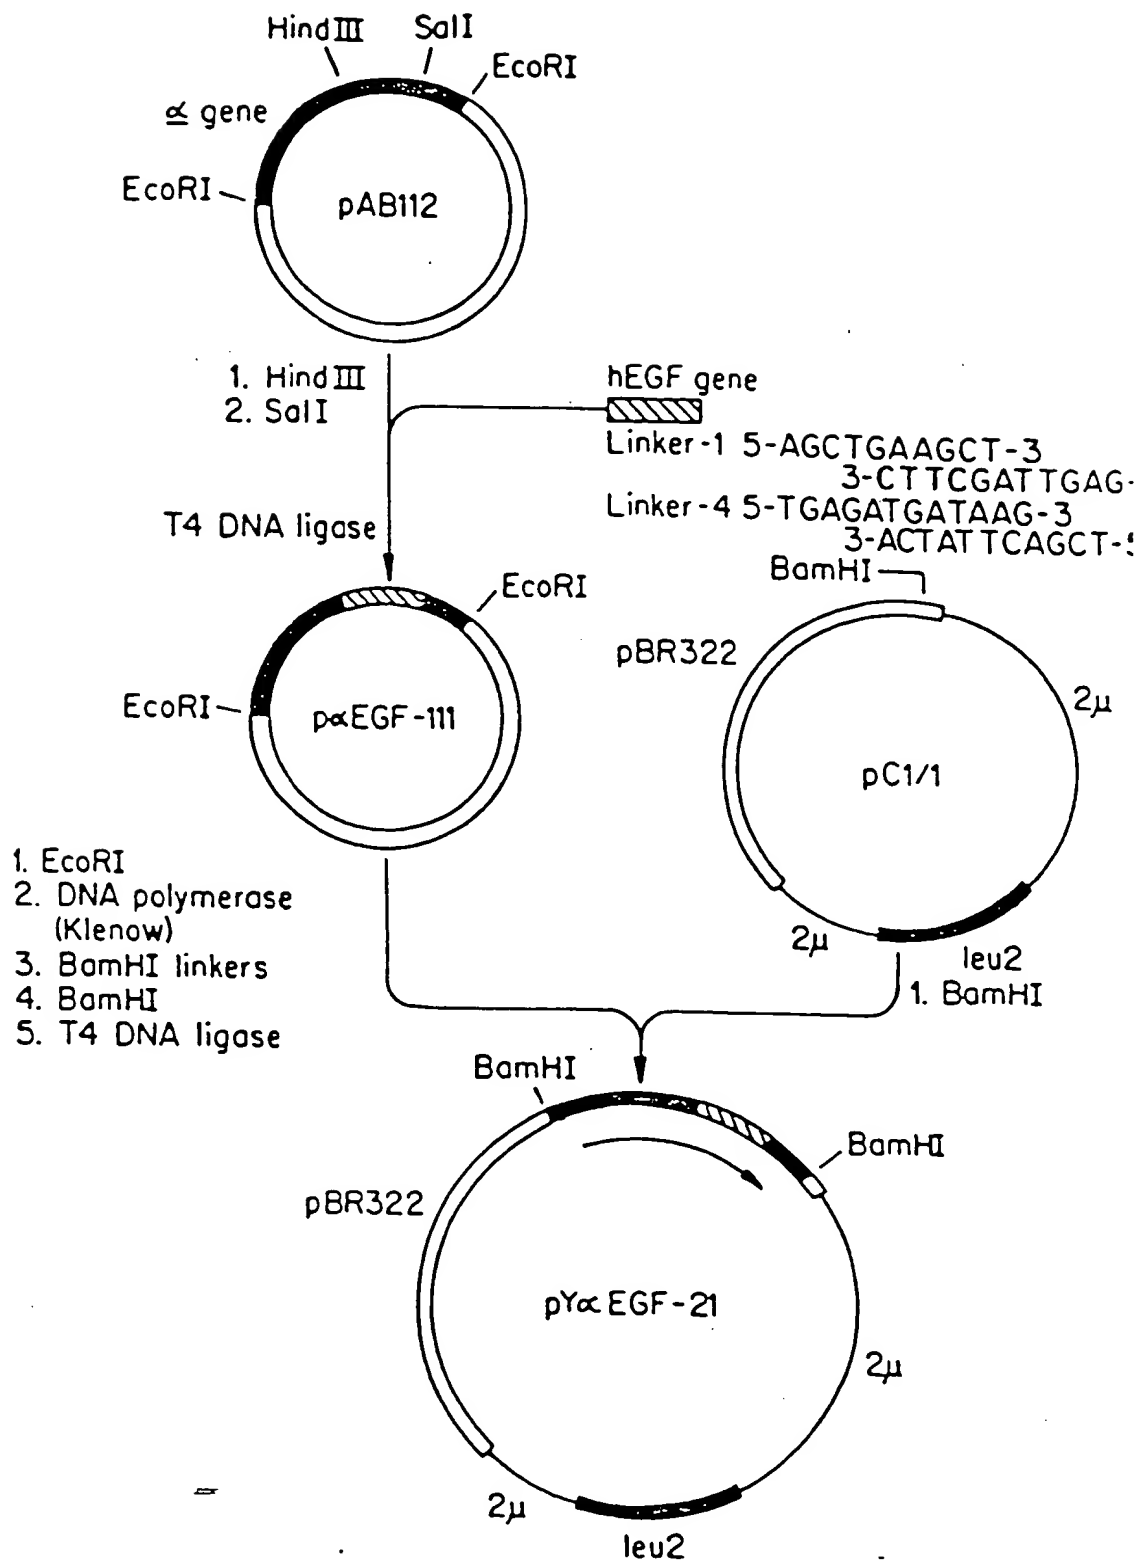 HindIII
SalI
EcoRI
α gene
EcoRI
pAB112
1. HindIII
2. SalI
hEGF gene
Linker-1 5-AGCTGAAGCT-3
3-CTTCGATTGAG-
Linker-4 5-TGAGATGATAAG-3
3-ACTATTCAGCT-5
T4 DNA ligase
BamHI
EcoRI
pBR322
2μ
EcoRI
pαEGF-111
pC1/1
1. EcoRI
2. DNA polymerase
(Klenow)
3. BamHI linkers
4. BamHI
5. T4 DNA ligase
2μ
leu2
1. BamHI
BamHI
BamHI
pBR322
pYαEGF-21
2μ
2μ
leu2